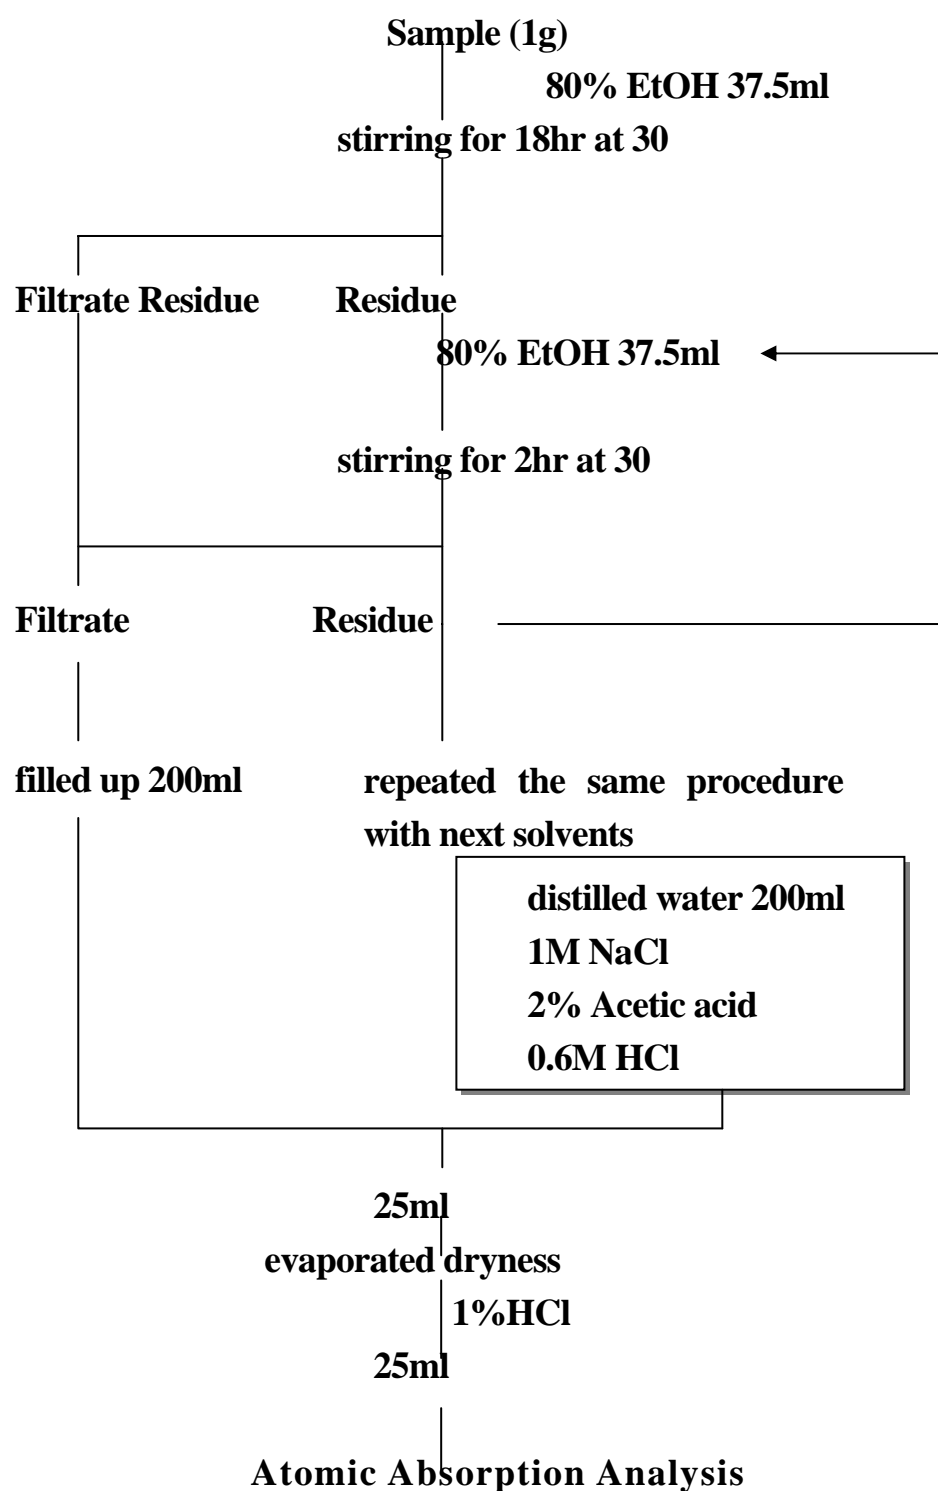 Sample (1g)
80% EtOH 37.5ml
stirring for 18hr at 30
Filtrate Residue Residue
80% EtOH 37.5ml
stirring for 2hr at 30
Filtrate Residue
filled up 200ml
repeated the same procedure
with next solvents
distilled water 200ml
1M NaCl
2% Acetic acid
0.6M HCl
25ml
evaporated dryness
1%HCl
25ml
Atomic Absorption Analysis